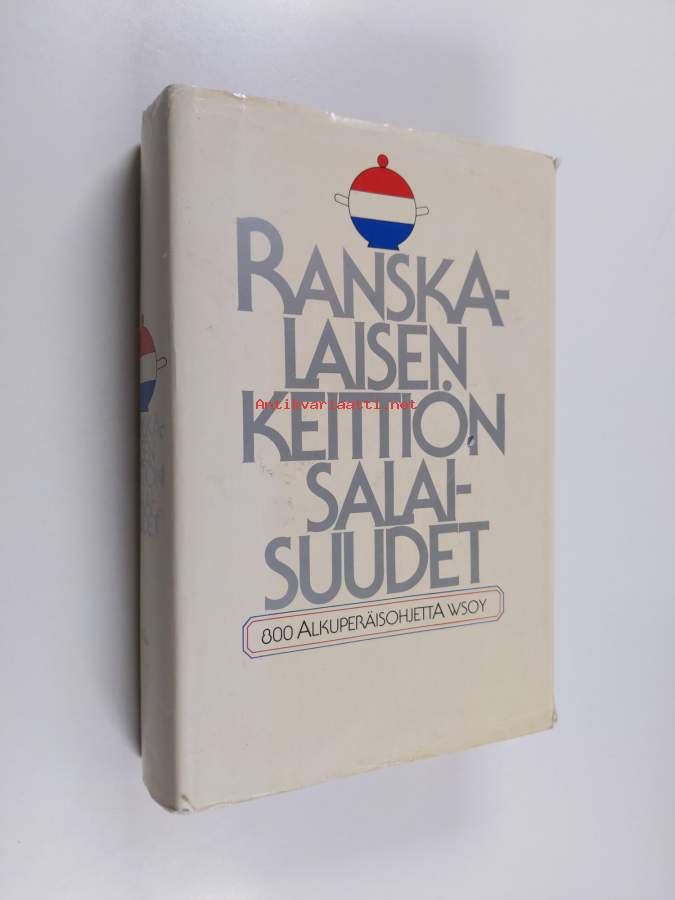 RANSKA-
LAISEN
Antikvariaatti.net
KEITTIÖN
SALAI-
SUUDET
800 ALKUPERÄISOHJETTA WSOY